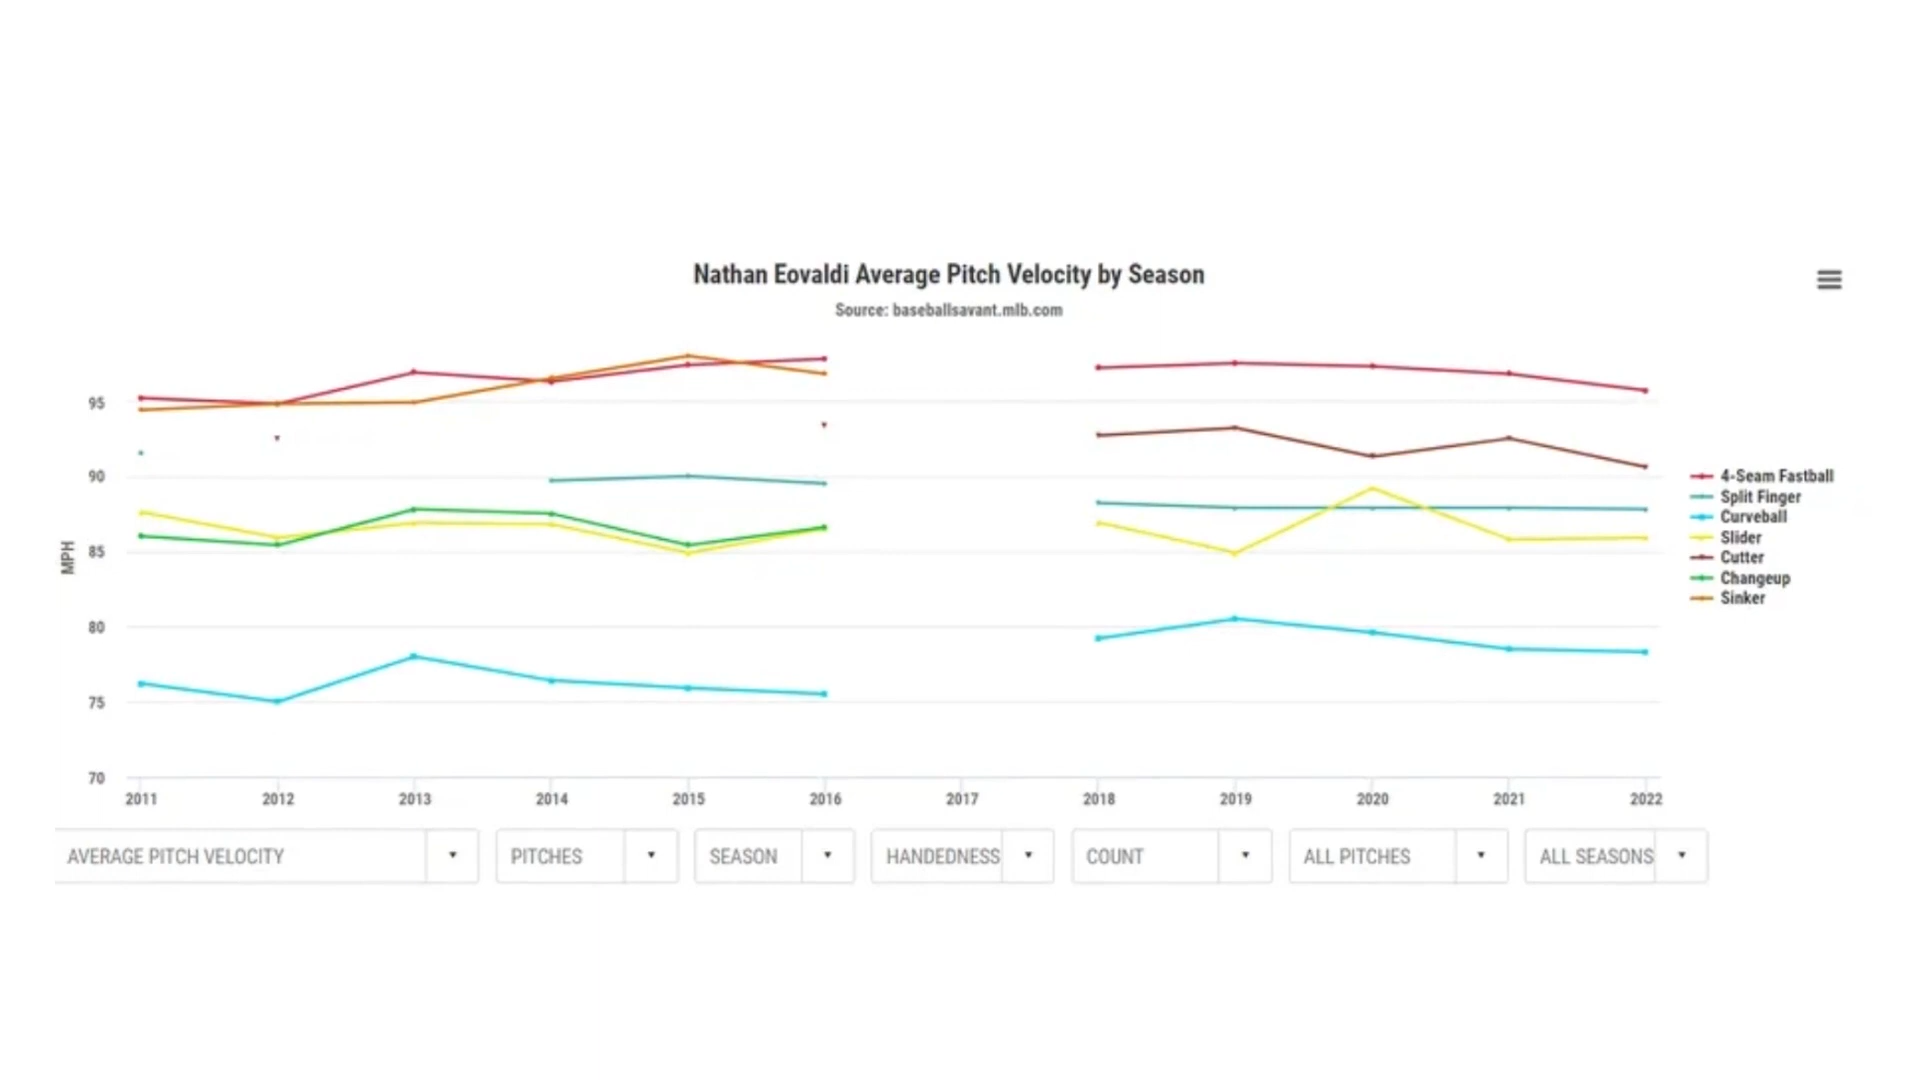 Nathan Eovaldi Average Pitch Velocity by Season
Source: baseballsavant.mlb.com
MPH
95
90
85
80
75
70
2011 2012 2013 2014 2015 2016 2017 2018 2019 2020 2021 2022
4-Seam Fastball
Split Finger
Curveball
Slider
Cutter
Changeup
Sinker
AVERAGE PITCH VELOCITY PITCHES SEASON HANDEDNESS COUNT ALL PITCHES ALL SEASONS